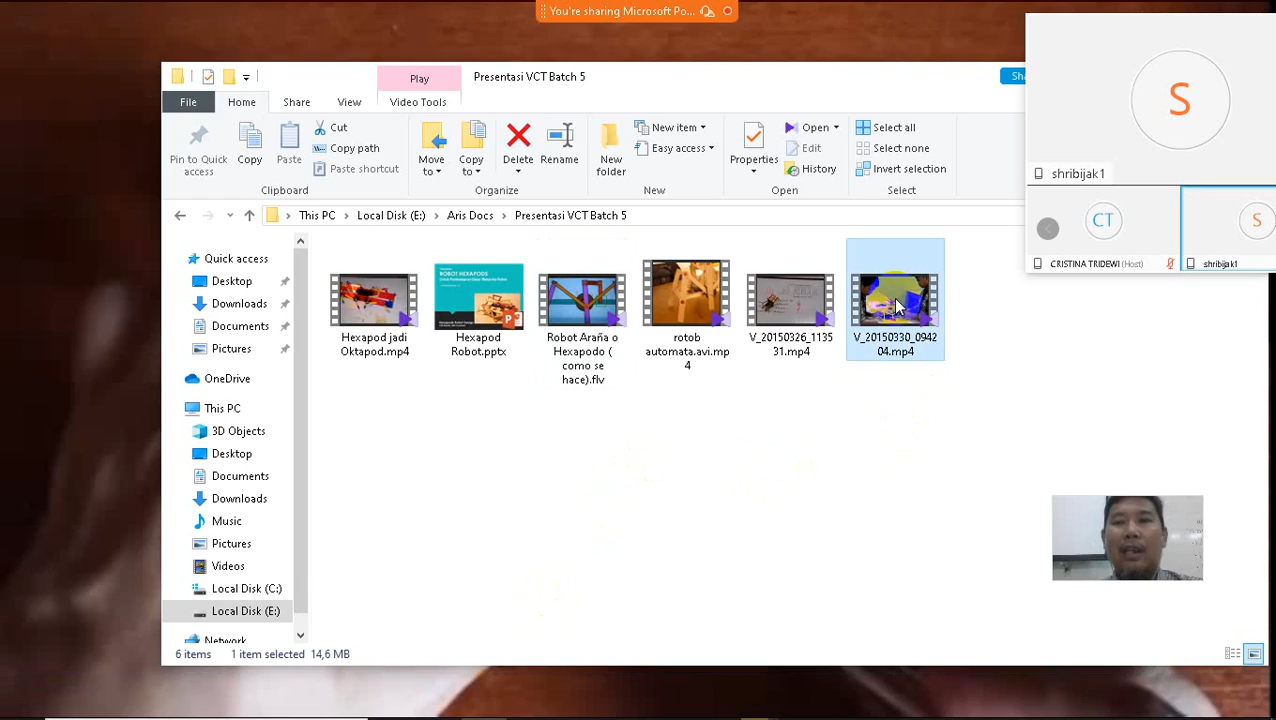 You're sharing Microsoft Po...
Play
Presentasi VCT Batch 5
Sha
File
Home
Share
View
Video Tools
Pin to Quick
access
Copy
Paste
Cut
Copy path
Paste shortcut
Clipboard
Move
to
Copy
to
Delete
Rename
Organize
New
folder
New item
Easy access
New
Properties
Open
Edit
History
Open
Select all
Select none
Invert selection
Select
This PC
Local Disk (E:)
Aris Docs
Presentasi VCT Batch 5
Quick access
Desktop
Downloads
Documents
Pictures
OneDrive
This PC
3D Objects
Desktop
Documents
Downloads
Music
Pictures
Videos
Local Disk (C:)
Local Disk (E:)
Network
Hexapod jadi
Oktapod.mp4
ROBOT HEXAPODS
Hexapod
Robot.pptx
Robot Araña o
Hexapodo (
como se
hace).flv
rotob
automata.avi.mp
4
V_20150326_1135
31.mp4
V_20150330_0942
04.mp4
6 items
1 item selected
14,6 MB
S
shribijak1
CT
CRISTINA TRIDEWI (Host)
S
shribijak1